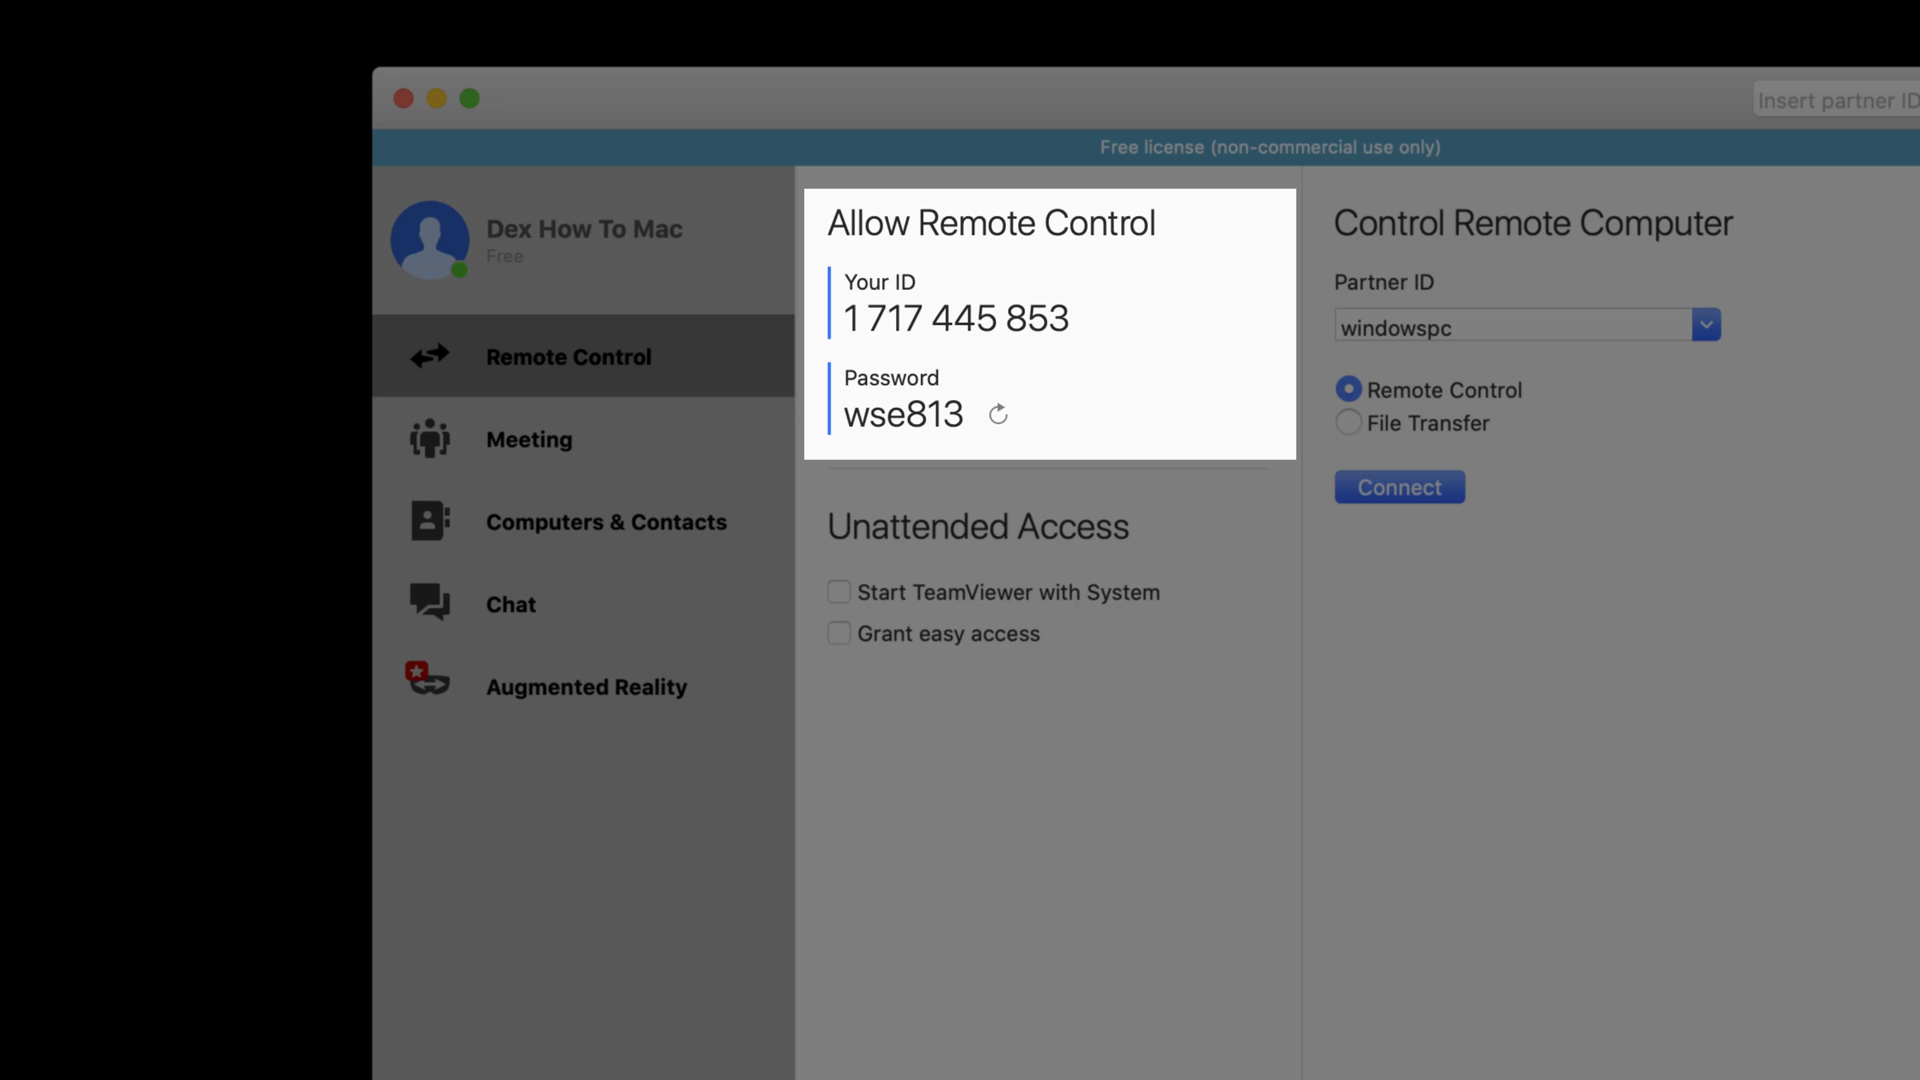 Insert partner ID
Free license (non-commercial use only)
Dex How To Mac
Free
Remote Control
Meeting
Computers & Contacts
Chat
Augmented Reality
Allow Remote Control
Your ID
1 717 445 853
Password
wse813
Unattended Access
Start TeamViewer with System
Grant easy access
Control Remote Computer
Partner ID
windowspc
Remote Control
File Transfer
Connect